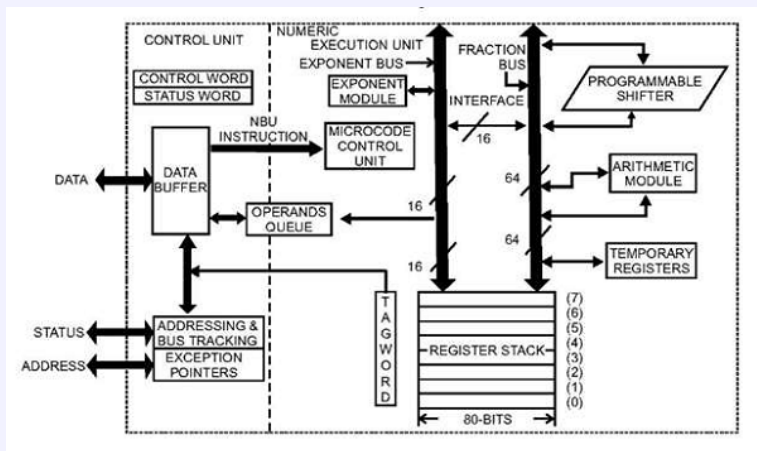 CONTROL UNIT
NUMERIC
EXECUTION UNIT
EXPONENT BUS
FRACTION
BUS
PROGRAMMABLE
SHIFTER
CONTROL WORD
STATUS WORD
EXPONENT
MODULE
INTERFACE
16
NBU
INSTRUCTION
MICROCODE
CONTROL
UNIT
DATA
DATA
BUFFER
ARITHMETIC
MODULE
64
16
OPERANDS
QUEUE
64
16
TEMPORARY
REGISTERS
STATUS
ADDRESS
ADDRESSING &
BUS TRACKING
EXCEPTION
POINTERS
T
A
G
W
O
R
D
REGISTER STACK
(7)
(6)
(5)
(4)
(3)
(2)
(1)
(0)
80-BITS